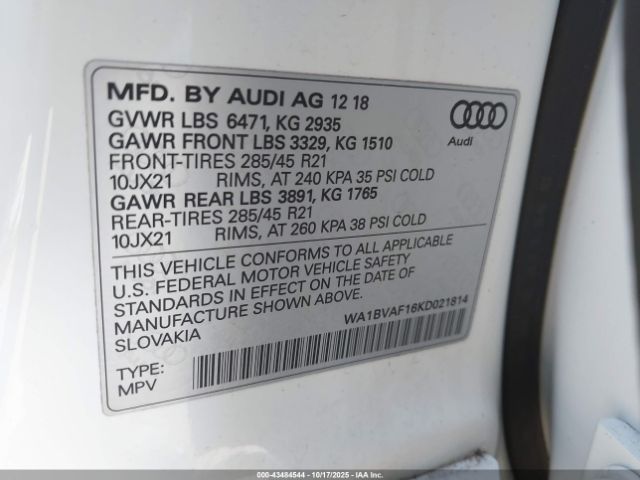 MFD. BY AUDI AG 12 18
GVWR LBS 6471, KG 2935
GAWR FRONT LBS 3329, KG 1510
FRONT-TIRES 285/45 R21
10JX21 RIMS, AT 240 KPA 35 PSI COLD
GAWR REAR LBS 3891, KG 1765
REAR-TIRES 285/45 R21
10JX21 RIMS, AT 260 KPA 38 PSI COLD
Audi
THIS VEHICLE CONFORMS TO ALL APPLICABLE
U.S. FEDERAL MOTOR VEHICLE SAFETY
STANDARDS IN EFFECT ON THE DATE OF
MANUFACTURE SHOWN ABOVE.
SLOVAKIA
WA1BVAF16KD021814
TYPE:
MPV
000-43484544 | 10/17/2025 | IAA Inc.